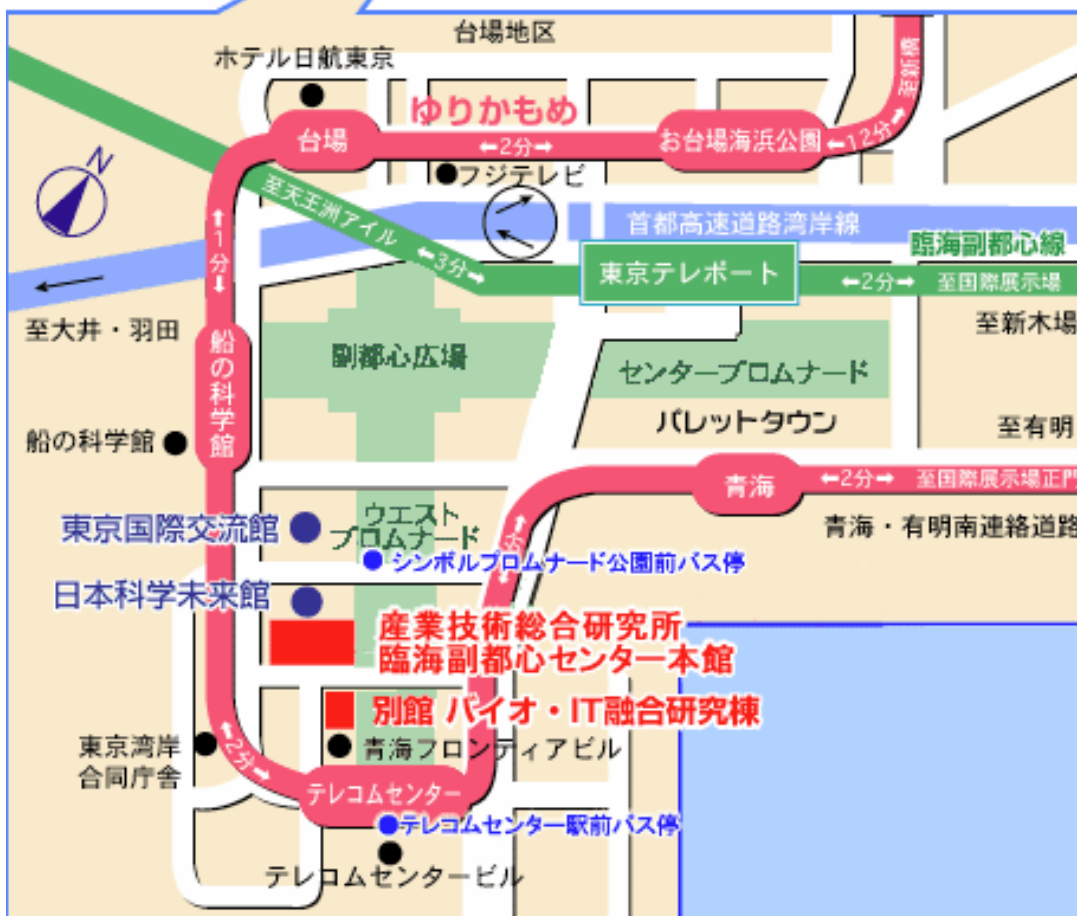 台場地区
ホテル日航東京
至新橋
ゆりかもめ
台場
←2分→
お台場海浜公園
←12分→
N
フジテレビ
至天王洲アイル
←3分→
首都高速道路湾岸線
臨海副都心線
←1分→
東京テレポート
←2分→
至国際展示場
至大井・羽田
至新木場
船の科学館
副都心広場
センタープロムナード
パレットタウン
船の科学館
至有明
青海
←2分→
至国際展示場正門
東京国際交流館
ウエスト
プロムナード
青海・有明南連絡道路
シンボルプロムナード公園前バス停
日本科学未来館
産業技術総合研究所
臨海副都心センター本館
別館 バイオ・IT融合研究棟
東京湾岸
合同庁舎
←2分→
青海フロンティアビル
テレコムセンター
テレコムセンター駅前バス停
テレコムセンタービル